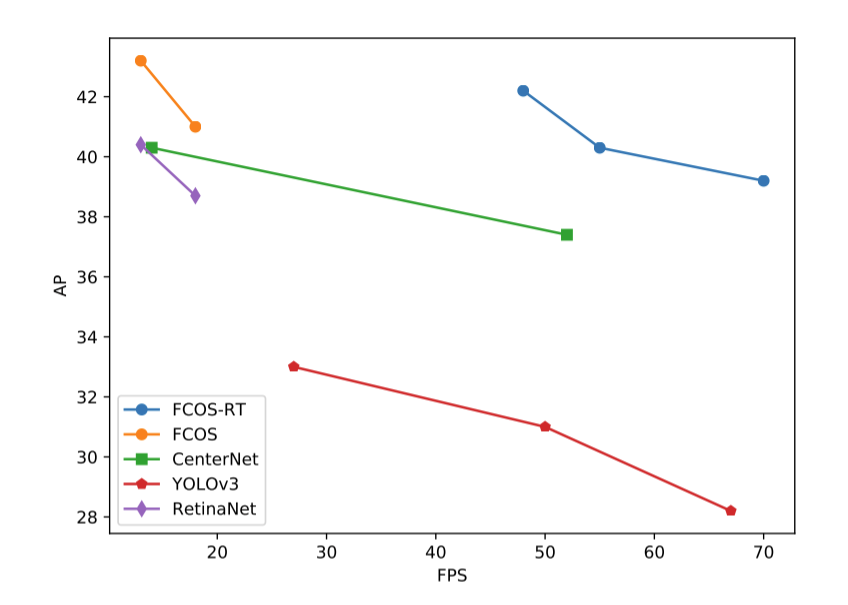 42
40
38
36
34
32
30
28
AP
FCOS-RT
FCOS
CenterNet
YOLOv3
RetinaNet
20 30 40 50 60 70
FPS